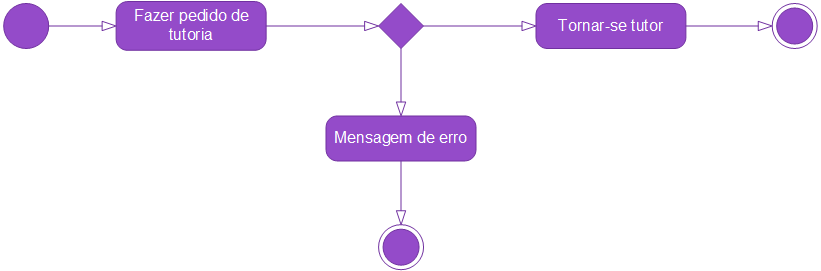 Fazer pedido de
tutoria
Tornar-se tutor
Mensagem de erro